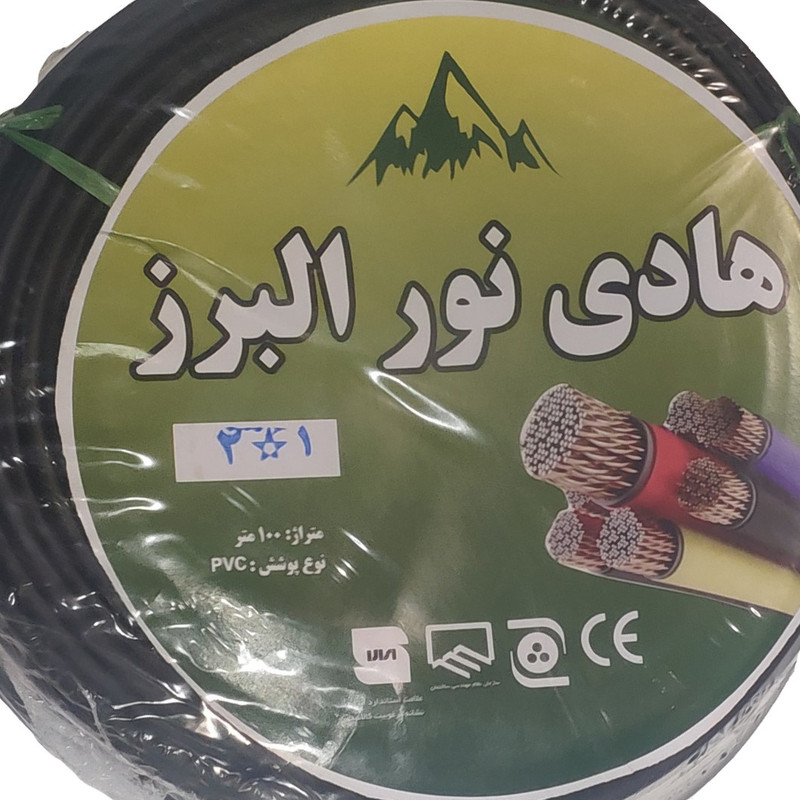 هادی نور البرز
۲*۱
متراژ: ۱۰۰ متر
نوع پوشش: PVC
CE